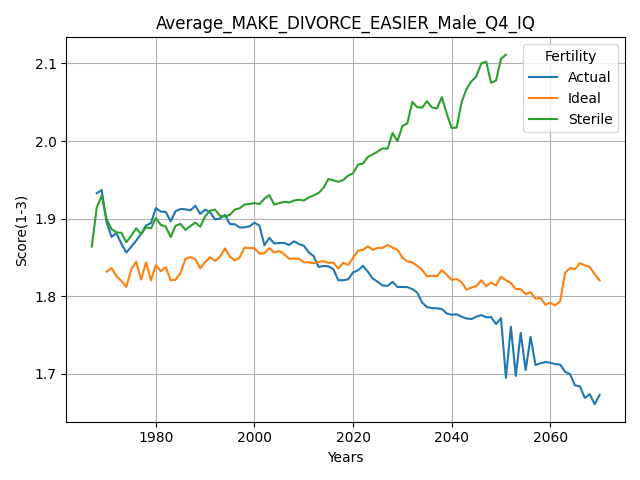 Average_MAKE_DIVORCE_EASIER_Male_Q4_IQ
Fertility
Actual
Ideal
Sterile
Score(1-3)
2.1
2.0
1.9
1.8
1.7
1980
2000
2020
2040
2060
Years